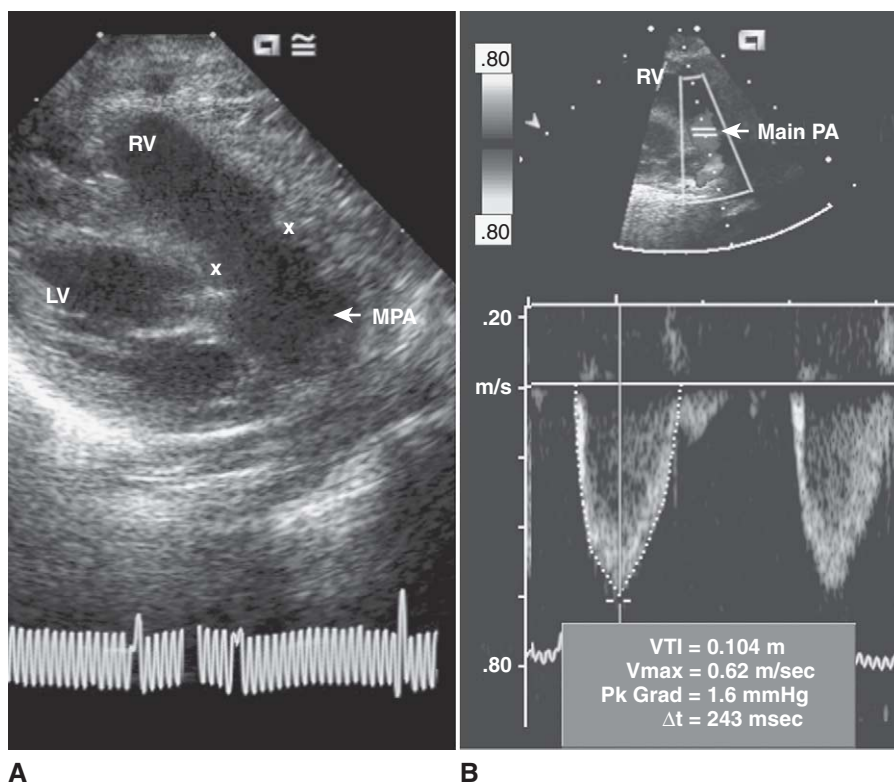 RV
x
x
LV
MPA
A
.80
RV
Main PA
.80
.20
m/s
.80
VTI = 0.104 m
Vmax = 0.62 m/sec
Pk Grad = 1.6 mmHg
Δt = 243 msec
B